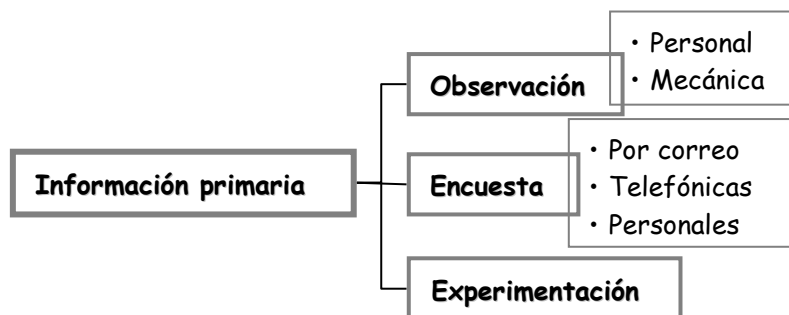 Información primaria
Observación
• Personal
• Mecánica
Encuesta
• Por correo
• Telefónicas
• Personales
Experimentación